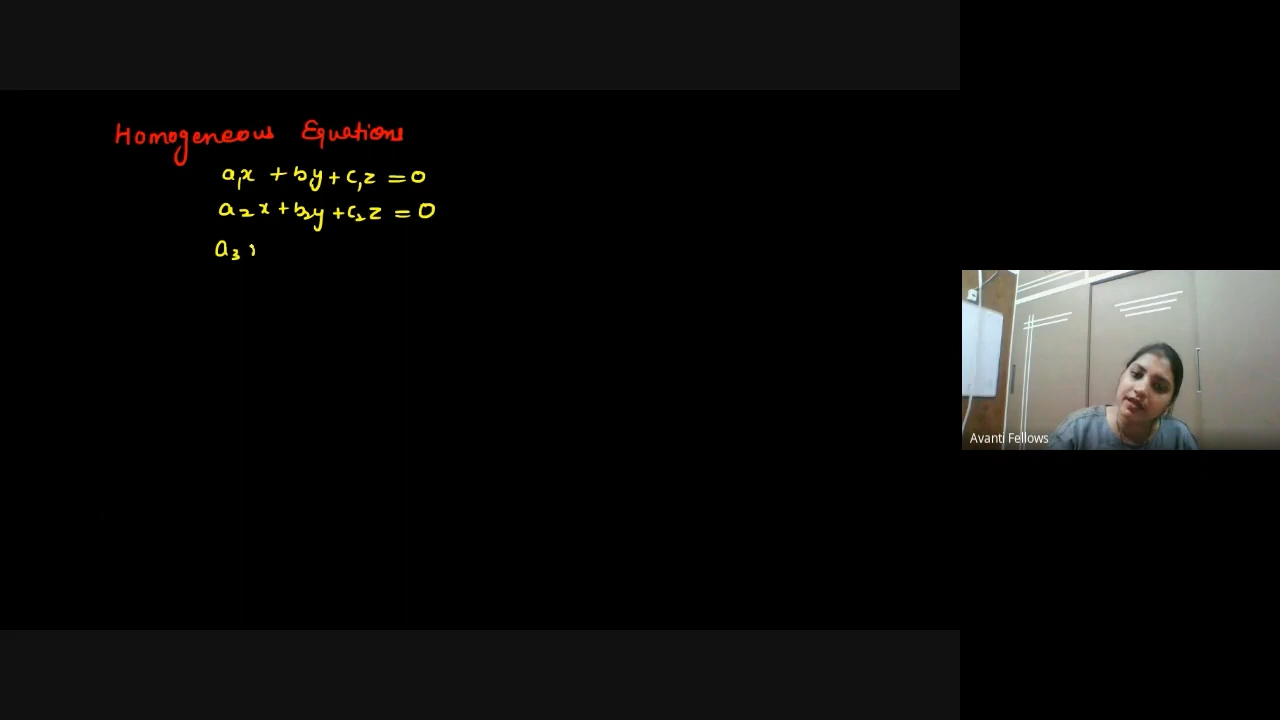 Homogeneous Equations
a₁x + b₁y + c₁z = 0
a₂x + b₂y + c₂z = 0
a₃
Avanti Fellows